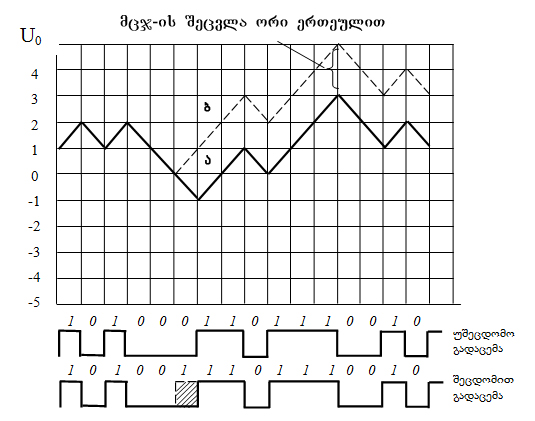 მცჯ-ის შეცვლა ორი ერთეულით
U0
4
3
2
1
0
-1
-2
-3
-4
-5
ბ
ა
1 0 1 0 0 0 1 1 0 1 1 1 0 0 1 0
უშეცდომო
გადაცემა
1 0 1 0 0 1 1 1 0 1 1 1 0 0 1 0
შეცდომით
გადაცემა